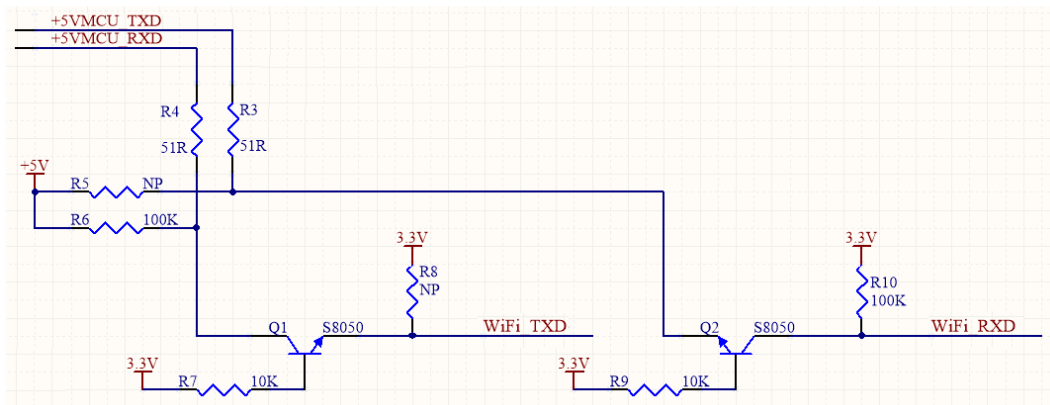 +5VMCU_TXD
+5VMCU_RXD
R4
R3
51R
51R
+5V
R5
NP
R6
100K
3.3V
3.3V
R8
NP
R10
100K
Q1
S8050
WiFi_TXD
Q2
S8050
WiFi_RXD
3.3V
R7
10K
3.3V
R9
10K